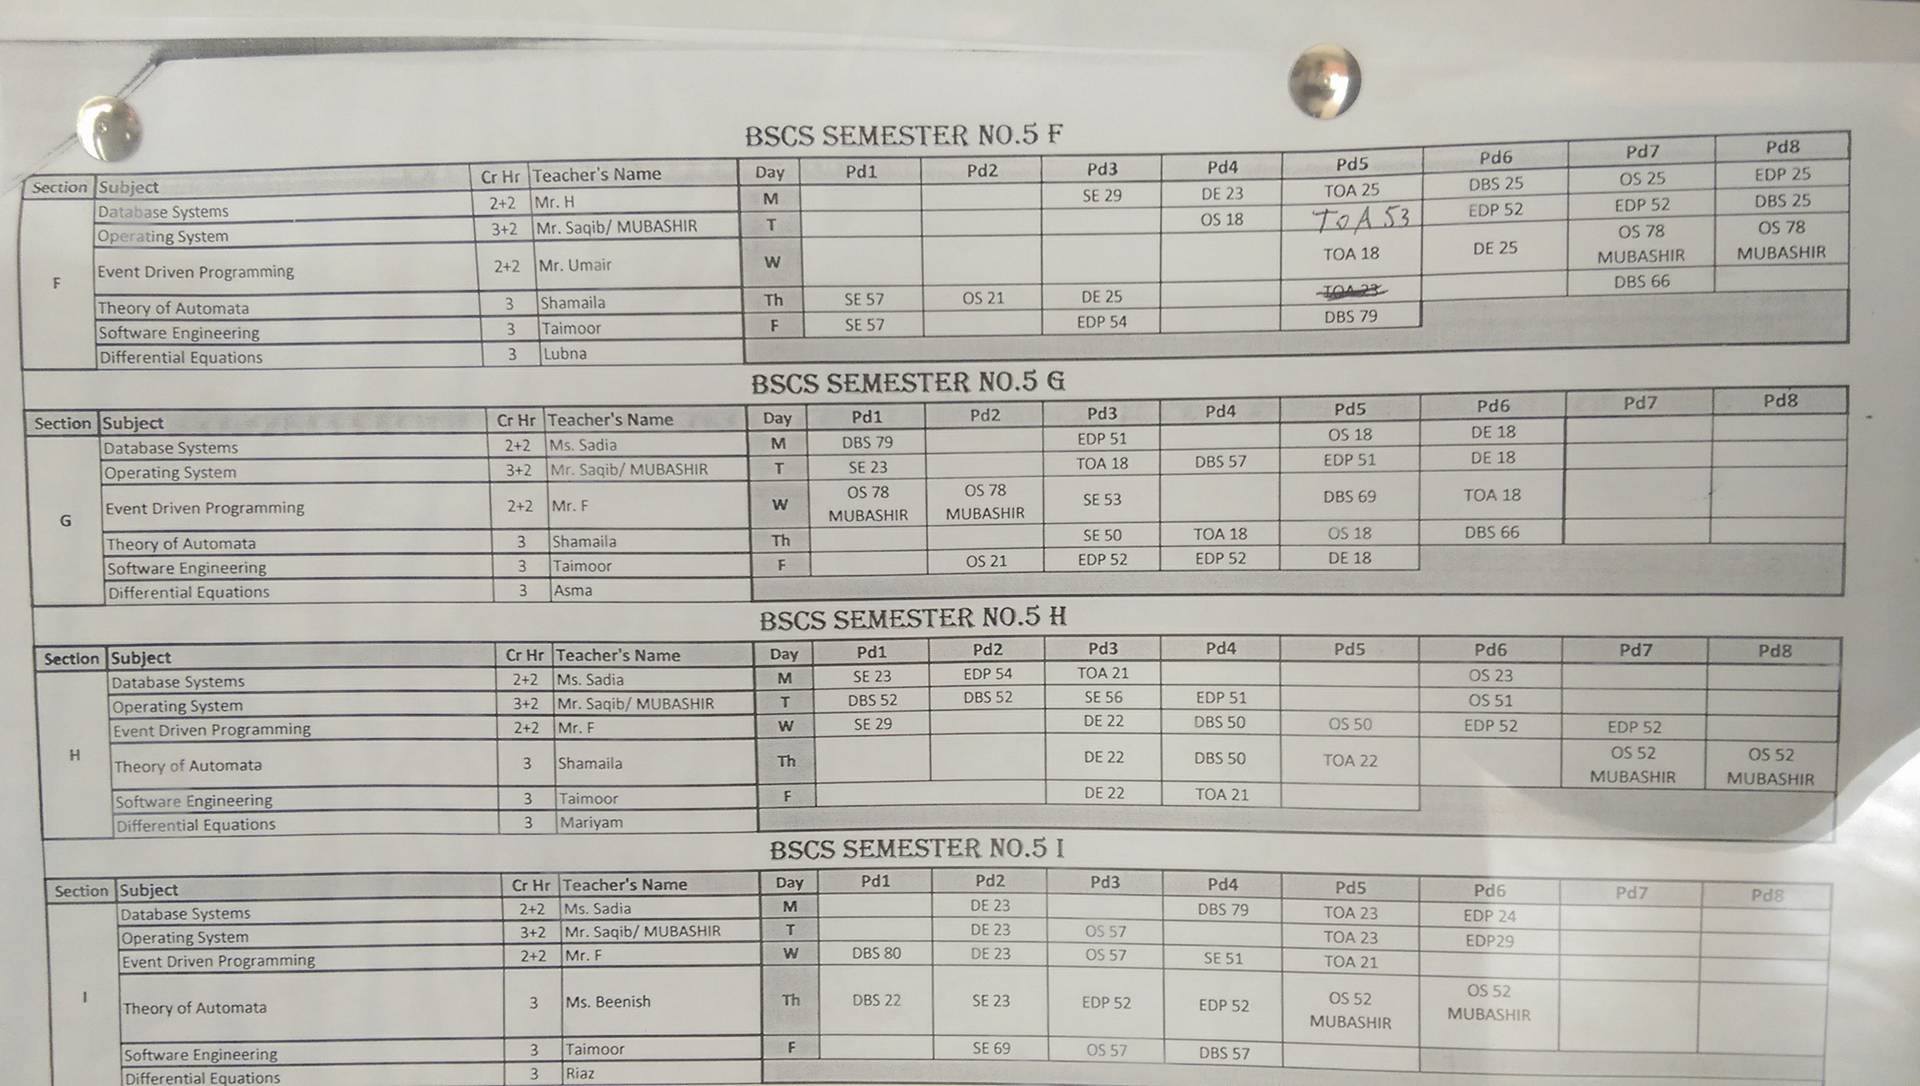 BSCS SEMESTER NO.5 F
Section Subject Cr Hr Teacher's Name Day Pd1 Pd2 Pd3 Pd4 Pd5 Pd6 Pd7 Pd8
Database Systems 2+2 Mr. H M SE 29 DE 23 TOA 25 DBS 25 OS 25 EDP 25
Operating System 3+2 Mr. Saqib/ MUBASHIR T OS 18 TOA 53 EDP 52 EDP 52 DBS 25
F Event Driven Programming 2+2 Mr. Umair W TOA 18 DE 25 OS 78 MUBASHIR OS 78 MUBASHIR
Theory of Automata 3 Shamaila Th SE 57 OS 21 DE 25 TOA 23 DBS 66
Software Engineering 3 Taimoor F SE 57 EDP 54 DBS 79
Differential Equations 3 Lubna
BSCS SEMESTER NO.5 G
Section Subject Cr Hr Teacher's Name Day Pd1 Pd2 Pd3 Pd4 Pd5 Pd6 Pd7 Pd8
Database Systems 2+2 Ms. Sadia M DBS 79 EDP 51 OS 18 DE 18
Operating System 3+2 Mr. Saqib/ MUBASHIR T SE 23 TOA 18 DBS 57 EDP 51 DE 18
G Event Driven Programming 2+2 Mr. F W OS 78 MUBASHIR OS 78 MUBASHIR SE 53 DBS 69 TOA 18
Theory of Automata 3 Shamaila Th SE 50 TOA 18 OS 18 DBS 66
Software Engineering 3 Taimoor F OS 21 EDP 52 EDP 52 DE 18
Differential Equations 3 Asma
BSCS SEMESTER NO.5 H
Section Subject Cr Hr Teacher's Name Day Pd1 Pd2 Pd3 Pd4 Pd5 Pd6 Pd7 Pd8
Database Systems 2+2 Ms. Sadia M SE 23 EDP 54 TOA 21 OS 23
Operating System 3+2 Mr. Saqib/ MUBASHIR T DBS 52 DBS 52 SE 56 EDP 51 OS 51
Event Driven Programming 2+2 Mr. F W SE 29 DE 22 DBS 50 OS 50 EDP 52 EDP 52
H Theory of Automata 3 Shamaila Th DE 22 DBS 50 TOA 22 OS 52 MUBASHIR OS 52 MUBASHIR
Software Engineering 3 Taimoor F DE 22 TOA 21
Differential Equations 3 Mariyam
BSCS SEMESTER NO.5 I
Section Subject Cr Hr Teacher's Name Day Pd1 Pd2 Pd3 Pd4 Pd5 Pd6 Pd7 Pd8
Database Systems 2+2 Ms. Sadia M DE 23 DBS 79 TOA 23 EDP 24
Operating System 3+2 Mr. Saqib/ MUBASHIR T DE 23 OS 57 TOA 23 EDP29
Event Driven Programming 2+2 Mr. F W DBS 80 DE 23 OS 57 SE 51 TOA 21
I Theory of Automata 3 Ms. Beenish Th DBS 22 SE 23 EDP 52 EDP 52 OS 52 MUBASHIR OS 52 MUBASHIR
Software Engineering 3 Taimoor F SE 69 OS 57 DBS 57
Differential Equations 3 Riaz